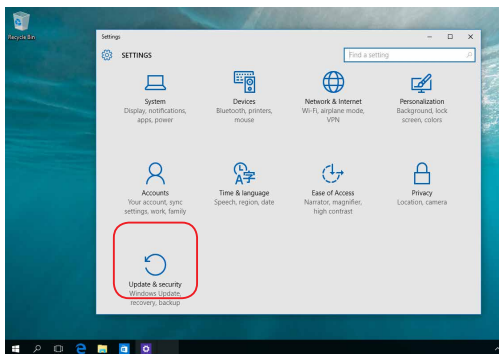 Recycle Bin
Settings
SETTINGS
Find a setting
System
Display, notifications,
apps, power
Devices
Bluetooth, printers,
mouse
Network & Internet
Wi-Fi, airplane mode,
VPN
Personalization
Background, lock
screen, colors
Accounts
Your account, sync
settings, work, family
Time & language
Speech, region, date
Ease of Access
Narrator, magnifier,
high contrast
Privacy
Location, camera
Update & security
Windows Update,
recovery, backup